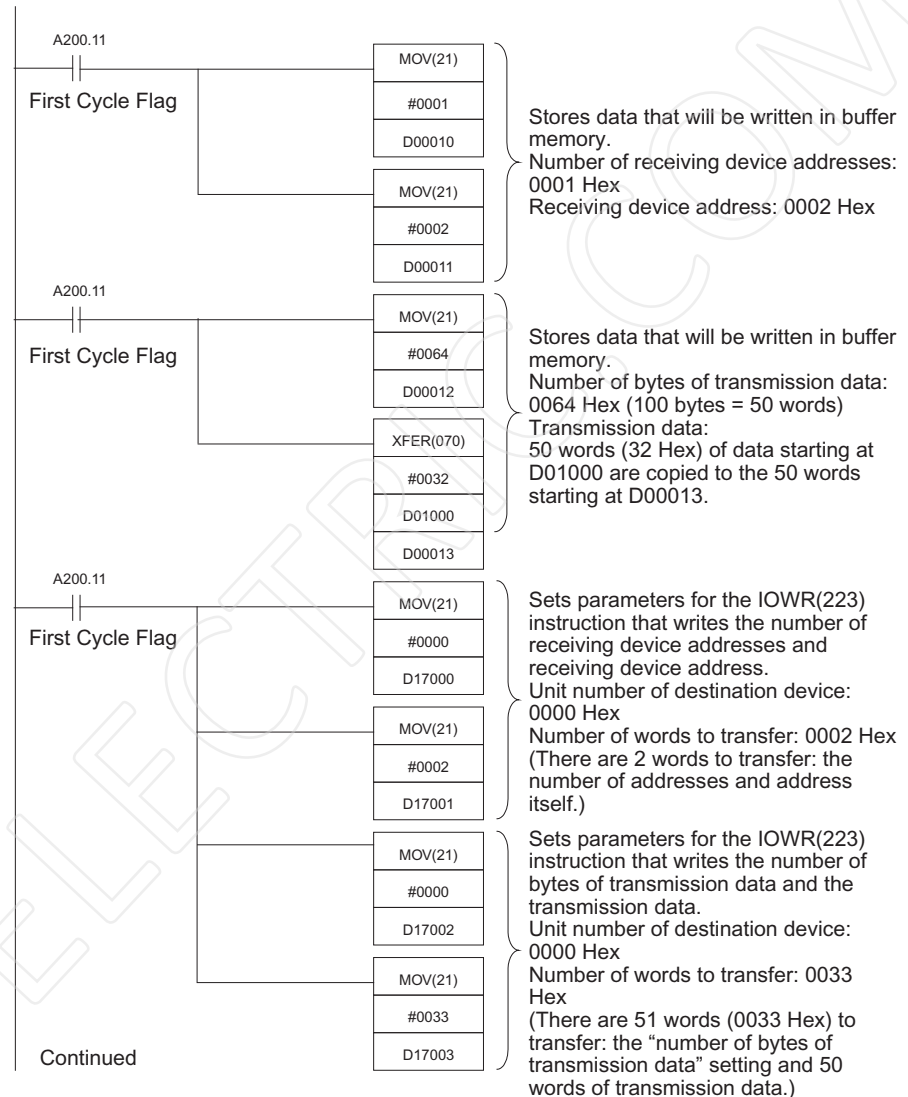 A200.11
First Cycle Flag
MOV(21)
#0001
D00010
MOV(21)
#0002
D00011
Stores data that will be written in buffer
memory.
Number of receiving device addresses:
0001 Hex
Receiving device address: 0002 Hex
A200.11
First Cycle Flag
MOV(21)
#0064
D00012
XFER(070)
#0032
D01000
D00013
Stores data that will be written in buffer
memory.
Number of bytes of transmission data:
0064 Hex (100 bytes = 50 words)
Transmission data:
50 words (32 Hex) of data starting at
D01000 are copied to the 50 words
starting at D00013.
A200.11
First Cycle Flag
MOV(21)
#0000
D17000
MOV(21)
#0002
D17001
Sets parameters for the IOWR(223)
instruction that writes the number of
receiving device addresses and
receiving device address.
Unit number of destination device:
0000 Hex
Number of words to transfer: 0002 Hex
(There are 2 words to transfer: the
number of addresses and address
itself.)
MOV(21)
#0000
D17002
MOV(21)
#0033
D17003
Sets parameters for the IOWR(223)
instruction that writes the number of
bytes of transmission data and the
transmission data.
Unit number of destination device:
0000 Hex
Number of words to transfer: 0033
Hex
(There are 51 words (0033 Hex) to
transfer: the “number of bytes of
transmission data” setting and 50
words of transmission data.)
Continued
ELECTRIC.COM